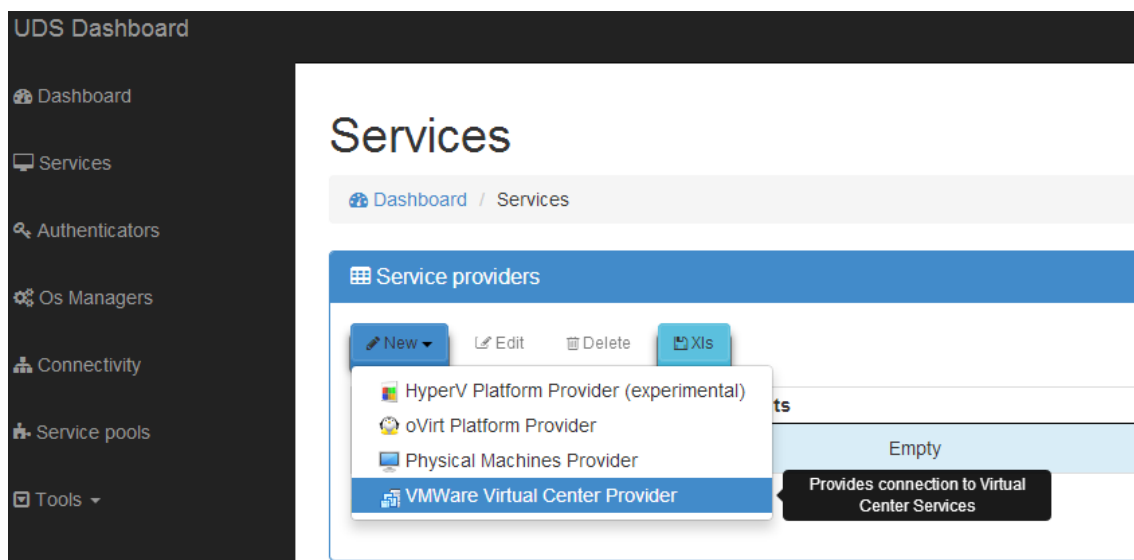 UDS Dashboard
Dashboard
Services
Authenticators
Os Managers
Connectivity
Service pools
Tools
Services
Dashboard / Services
Service providers
New Edit Delete Xls
HyperV Platform Provider (experimental)
oVirt Platform Provider
Physical Machines Provider
VMWare Virtual Center Provider
ts
Empty
Provides connection to Virtual
Center Services